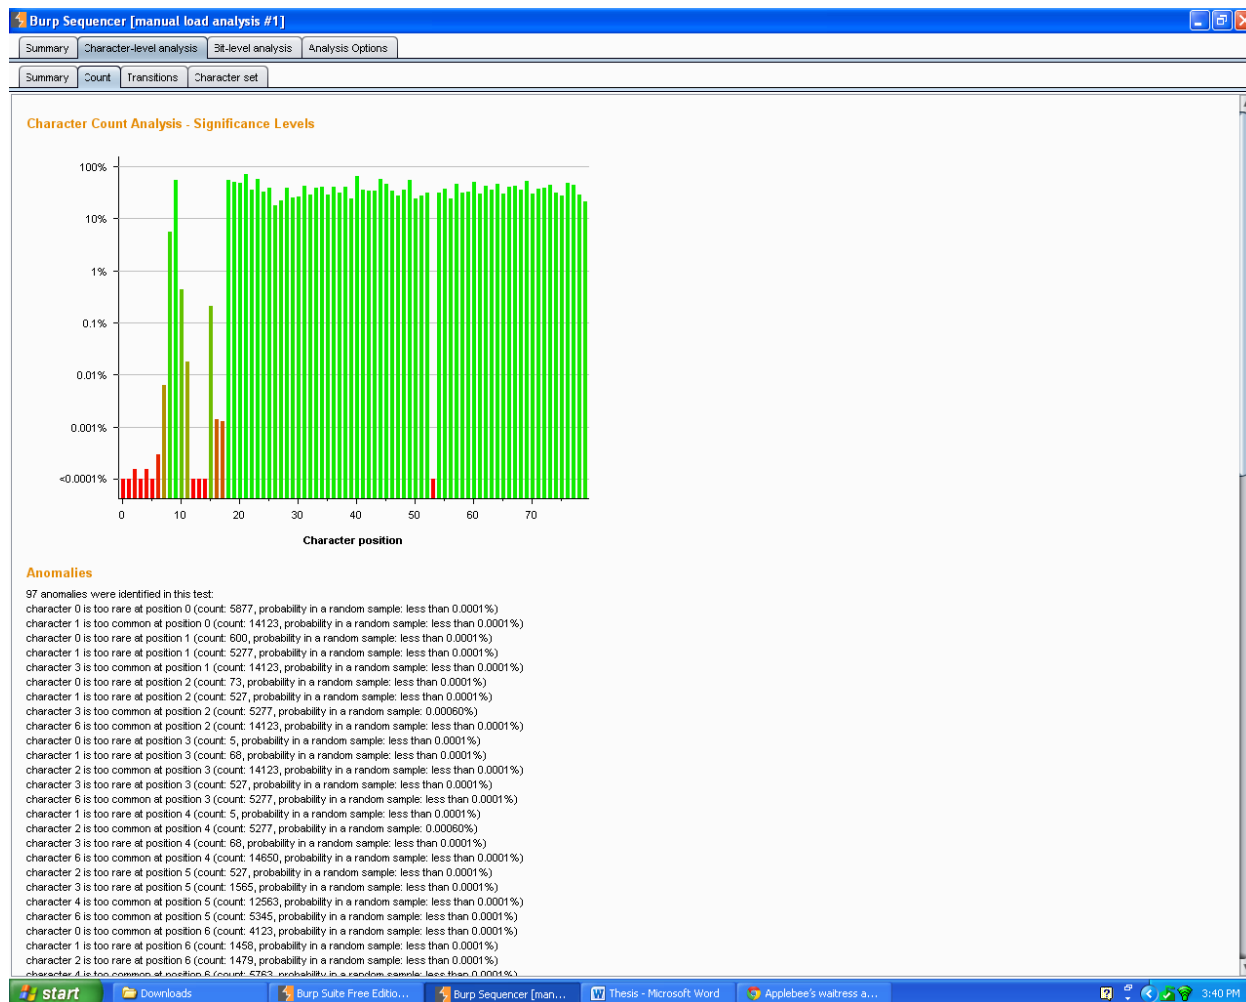 Burp Sequencer [manual load analysis #1]
Summary Character-level analysis Bit-level analysis Analysis Options
Summary Count Transitions Character set
Character Count Analysis - Significance Levels
100%
10%
1%
0.1%
0.01%
0.001%
<0.0001%
0 10 20 30 40 50 60 70
Character position
Anomalies
97 anomalies were identified in this test:
character 0 is too rare at position 0 (count: 5877, probability in a random sample: less than 0.0001%)
character 1 is too common at position 0 (count: 14123, probability in a random sample: less than 0.0001%)
character 0 is too rare at position 1 (count: 600, probability in a random sample: less than 0.0001%)
character 1 is too rare at position 1 (count: 5277, probability in a random sample: less than 0.0001%)
character 3 is too common at position 1 (count: 14123, probability in a random sample: less than 0.0001%)
character 0 is too rare at position 2 (count: 73, probability in a random sample: less than 0.0001%)
character 1 is too rare at position 2 (count: 527, probability in a random sample: less than 0.0001%)
character 3 is too common at position 2 (count: 5277, probability in a random sample: 0.00060%)
character 6 is too common at position 2 (count: 14123, probability in a random sample: less than 0.0001%)
character 0 is too rare at position 3 (count: 5, probability in a random sample: less than 0.0001%)
character 1 is too rare at position 3 (count: 68, probability in a random sample: less than 0.0001%)
character 2 is too common at position 3 (count: 14123, probability in a random sample: less than 0.0001%)
character 3 is too rare at position 3 (count: 527, probability in a random sample: less than 0.0001%)
character 6 is too common at position 3 (count: 5277, probability in a random sample: less than 0.0001%)
character 1 is too rare at position 4 (count: 5, probability in a random sample: less than 0.0001%)
character 2 is too common at position 4 (count: 5277, probability in a random sample: 0.00060%)
character 3 is too rare at position 4 (count: 68, probability in a random sample: less than 0.0001%)
character 6 is too common at position 4 (count: 14650, probability in a random sample: less than 0.0001%)
character 2 is too rare at position 5 (count: 527, probability in a random sample: less than 0.0001%)
character 3 is too rare at position 5 (count: 1565, probability in a random sample: less than 0.0001%)
character 4 is too common at position 5 (count: 12563, probability in a random sample: less than 0.0001%)
character 6 is too common at position 5 (count: 5345, probability in a random sample: less than 0.0001%)
character 0 is too common at position 6 (count: 4123, probability in a random sample: less than 0.0001%)
character 1 is too rare at position 6 (count: 1458, probability in a random sample: less than 0.0001%)
character 2 is too rare at position 6 (count: 1479, probability in a random sample: less than 0.0001%)
character 4 is too common at position 6 (count: 5763, probability in a random sample: less than 0.0001%)
start Downloads Burp Suite Free Editio... Burp Sequencer [man... Thesis - Microsoft Word Applebee's waitress a... 3:40 PM